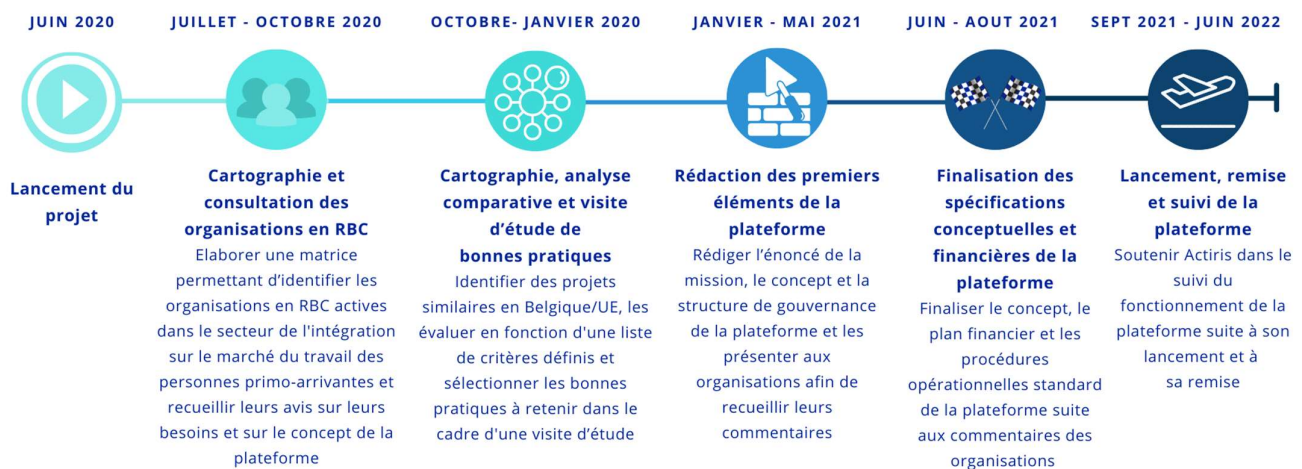 JUIN 2020
Lancement du
projet
JUILLET - OCTOBRE 2020
Cartographie et
consultation des
organisations en RBC
Elaborer une matrice
permettant d’identifier les
organisations en RBC actives
dans le secteur de l'intégration
sur le marché du travail des
personnes primo-arrivantes et
recueillir leurs avis sur leurs
besoins et sur le concept de la
plateforme
OCTOBRE- JANVIER 2020
Cartographie, analyse
comparative et visite
d’étude de
bonnes pratiques
Identifier des projets
similaires en Belgique/UE, les
évaluer en fonction d'une liste
de critères définis et
sélectionner les bonnes
pratiques à retenir dans le
cadre d'une visite d’étude
JANVIER - MAI 2021
Rédaction des premiers
éléments de la
plateforme
Rédiger l’énoncé de la
mission, le concept et la
structure de gouvernance
de la plateforme et les
présenter aux
organisations afin de
recueillir leurs
commentaires
JUIN - AOUT 2021
Finalisation des
spécifications
conceptuelles et
financières de la
plateforme
Finaliser le concept, le
plan financier et les
procédures
opérationnelles standard
de la plateforme suite
aux commentaires des
organisations
SEPT 2021 - JUIN 2022
Lancement, remise
et suivi de la
plateforme
Soutenir Actiris dans le
suivi du
fonctionnement de la
plateforme suite à son
lancement et à
sa remise